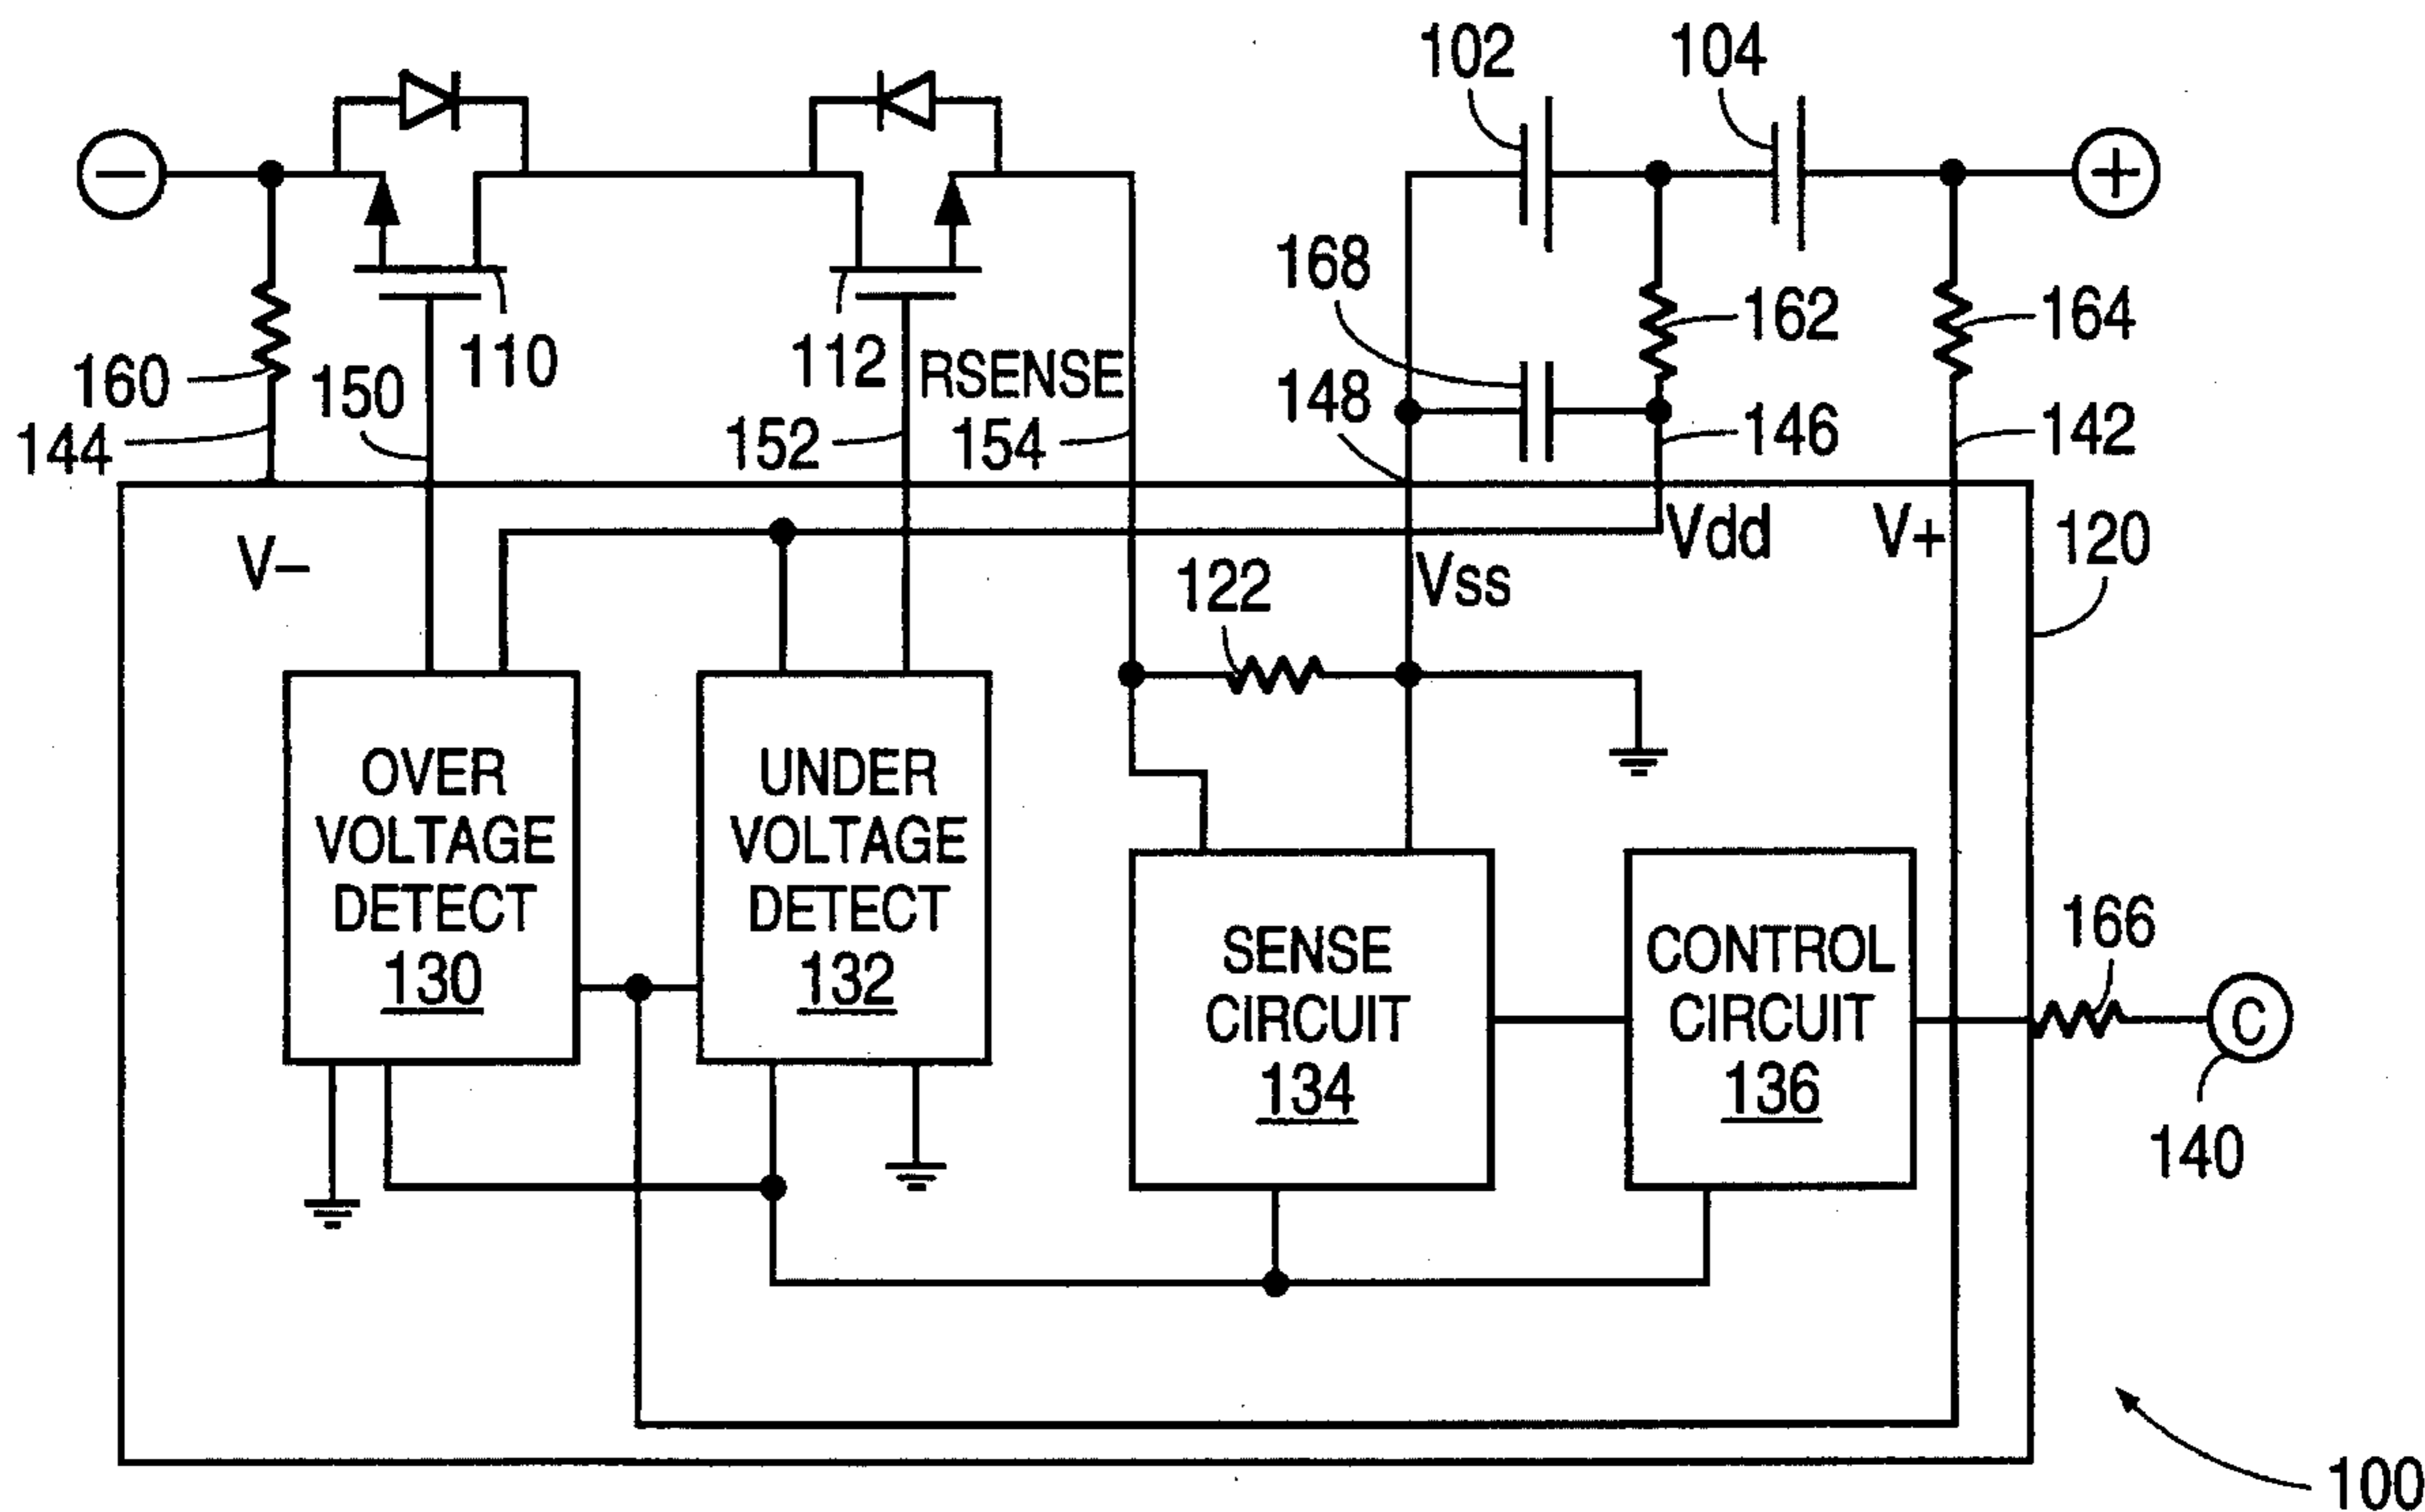 102
104
−
+
168
162
164
160
150
110
112
RSENSE
148
144
152
154
146
142
V−
Vdd
V+
120
122
Vss
OVER
VOLTAGE
DETECT
130
UNDER
VOLTAGE
DETECT
132
SENSE
CIRCUIT
134
CONTROL
CIRCUIT
136
166
C
140
100